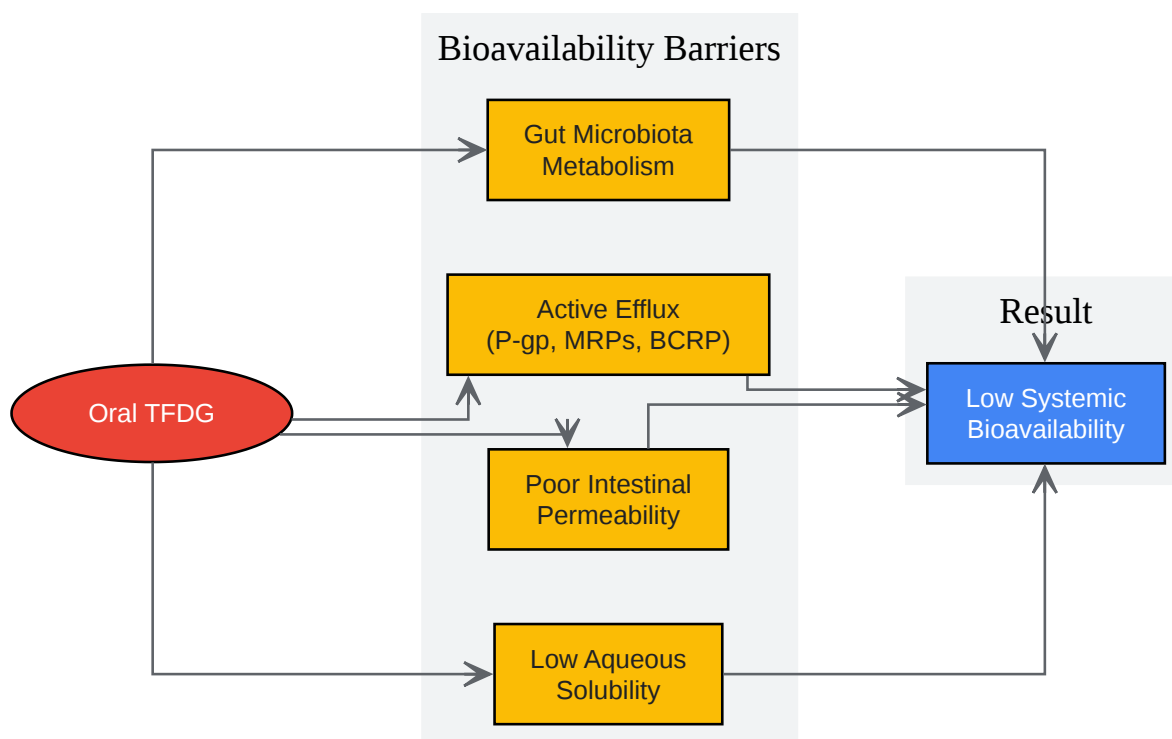 Bioavailability Barriers
Gut Microbiota
Metabolism
Active Efflux
(P-gp, MRPs, BCRP)
Oral TFDG
Poor Intestinal
Permeability
Low Aqueous
Solubility
Result
Low Systemic
Bioavailability